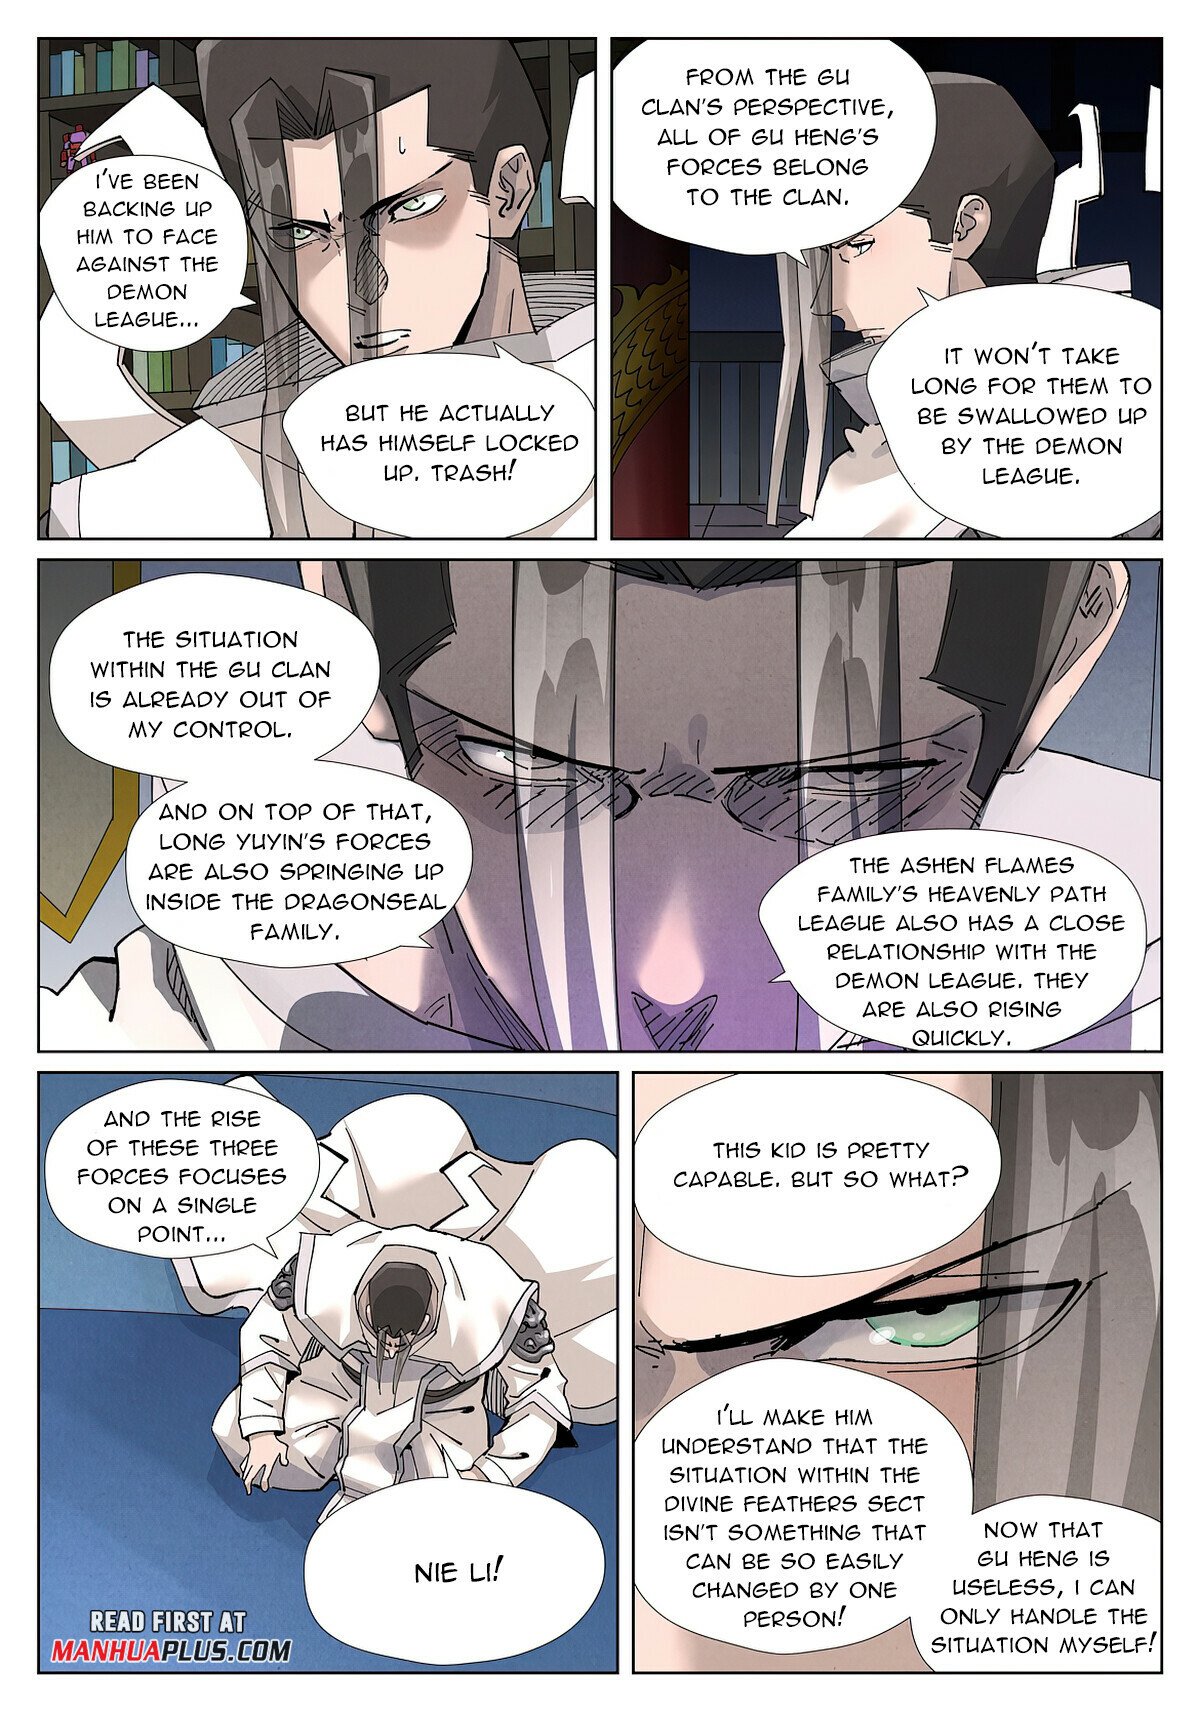 I'VE BEEN
BACKING UP
HIM TO FACE
AGAINST THE
DEMON
LEAGUE...
BUT HE ACTUALLY
HAS HIMSELF LOCKED
UP. TRASH!
FROM THE GU
CLAN'S PERSPECTIVE,
ALL OF GU HENG'S
FORCES BELONG
TO THE CLAN.
IT WON'T TAKE
LONG FOR THEM TO
BE SWALLOWED UP
BY THE DEMON
LEAGUE.
THE SITUATION
WITHIN THE GU CLAN
IS ALREADY OUT OF
MY CONTROL.
AND ON TOP OF THAT,
LONG YUYIN'S FORCES
ARE ALSO SPRINGING UP
INSIDE THE DRAGONSEAL
FAMILY.
THE ASHEN FLAMES
FAMILY'S HEAVENLY PATH
LEAGUE ALSO HAS A CLOSE
RELATIONSHIP WITH THE
DEMON LEAGUE. THEY
ARE ALSO RISING
QUICKLY.
AND THE RISE
OF THESE THREE
FORCES FOCUSES
ON A SINGLE
POINT...
NIE LI!
READ FIRST AT
MANHUAPLUS.COM
THIS KID IS PRETTY
CAPABLE. BUT SO WHAT?
I'LL MAKE HIM
UNDERSTAND THAT THE
SITUATION WITHIN THE
DIVINE FEATHERS SECT
ISN'T SOMETHING THAT
CAN BE SO EASILY
CHANGED BY ONE
PERSON!
NOW THAT
GU HENG IS
USELESS, I CAN
ONLY HANDLE THE
SITUATION MYSELF!